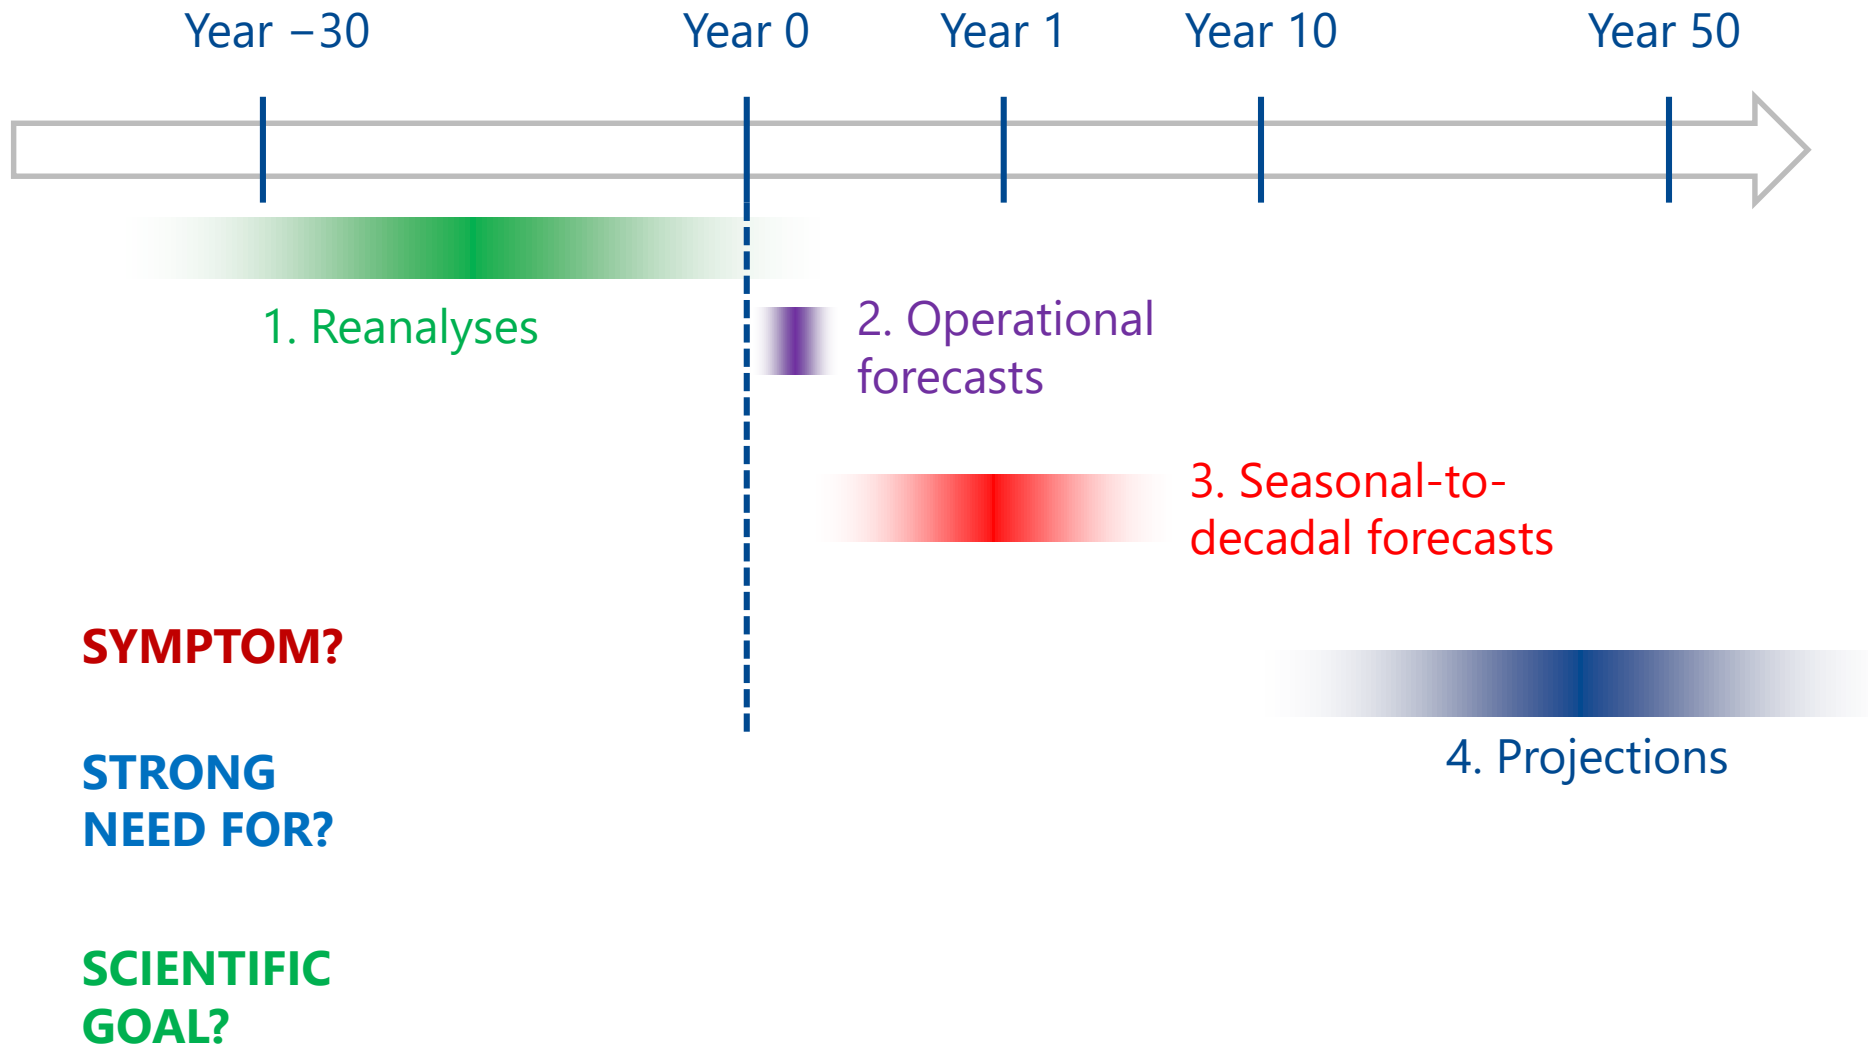 Year −30
Year 0
Year 1
Year 10
Year 50
1. Reanalyses
2. Operational
forecasts
3. Seasonal-to-
decadal forecasts
SYMPTOM?
4. Projections
STRONG
NEED FOR?
SCIENTIFIC
GOAL?